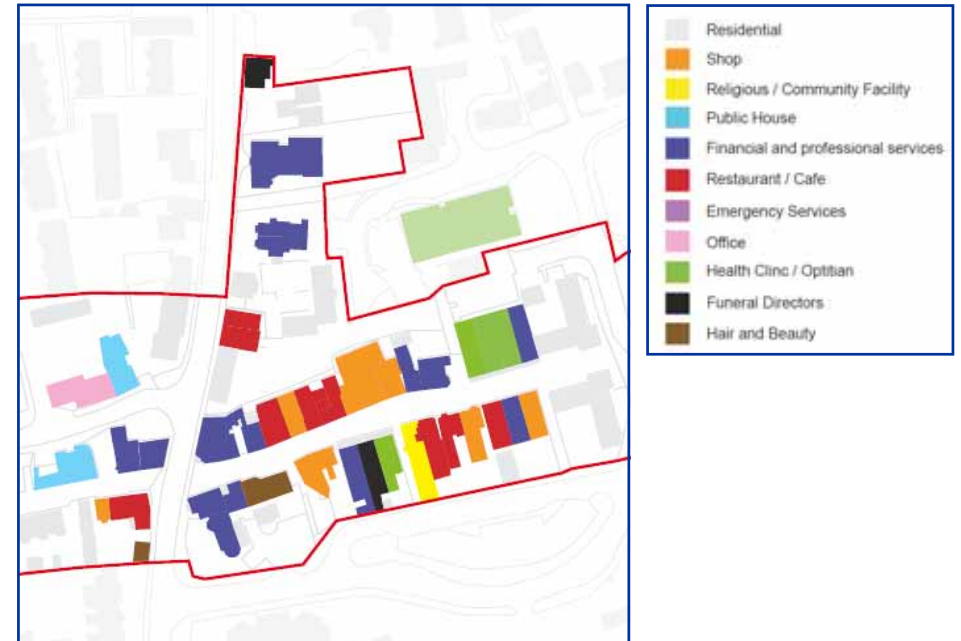 Residential
Shop
Religious / Community Facility
Public House
Financial and professional services
Restaurant / Cafe
Emergency Services
Office
Health Clinc / Optitian
Funeral Directors
Hair and Beauty